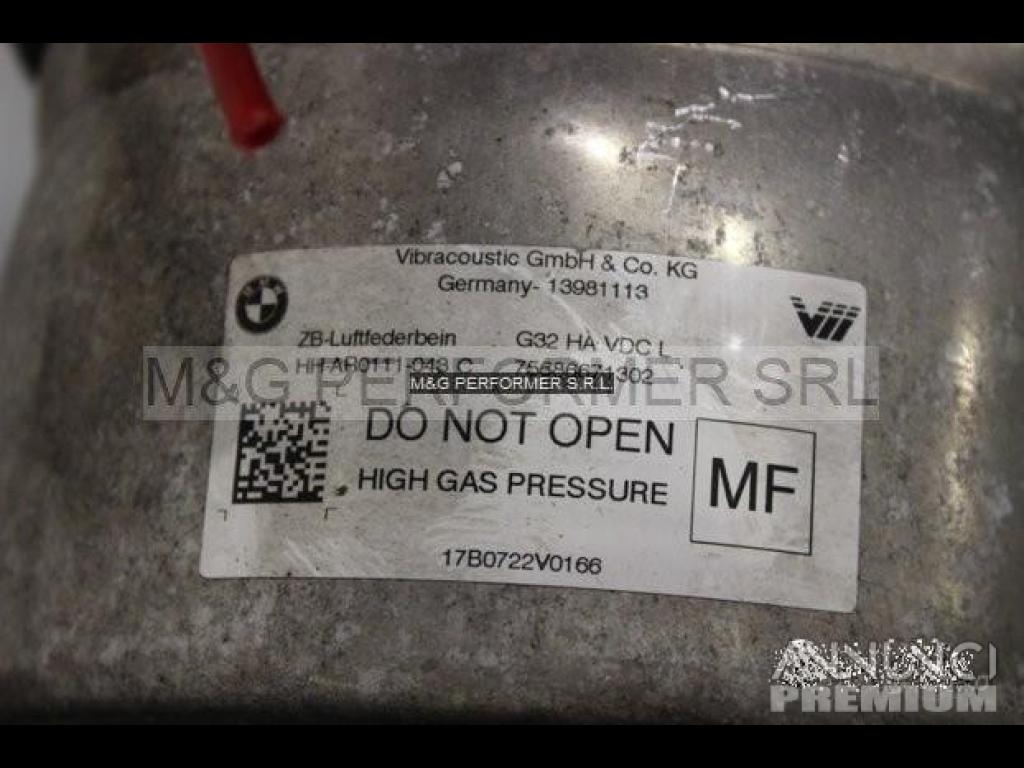 Vibracoustic GmbH & Co. KG
Germany- 13981113
ZB-Luftfederbein G32 HA VDC L
M&G PERFORMER SRL
M&G PERFORMER S.R.L.
DO NOT OPEN
HIGH GAS PRESSURE
MF
17B0722V0166
ANNUNCI
PREMIUM